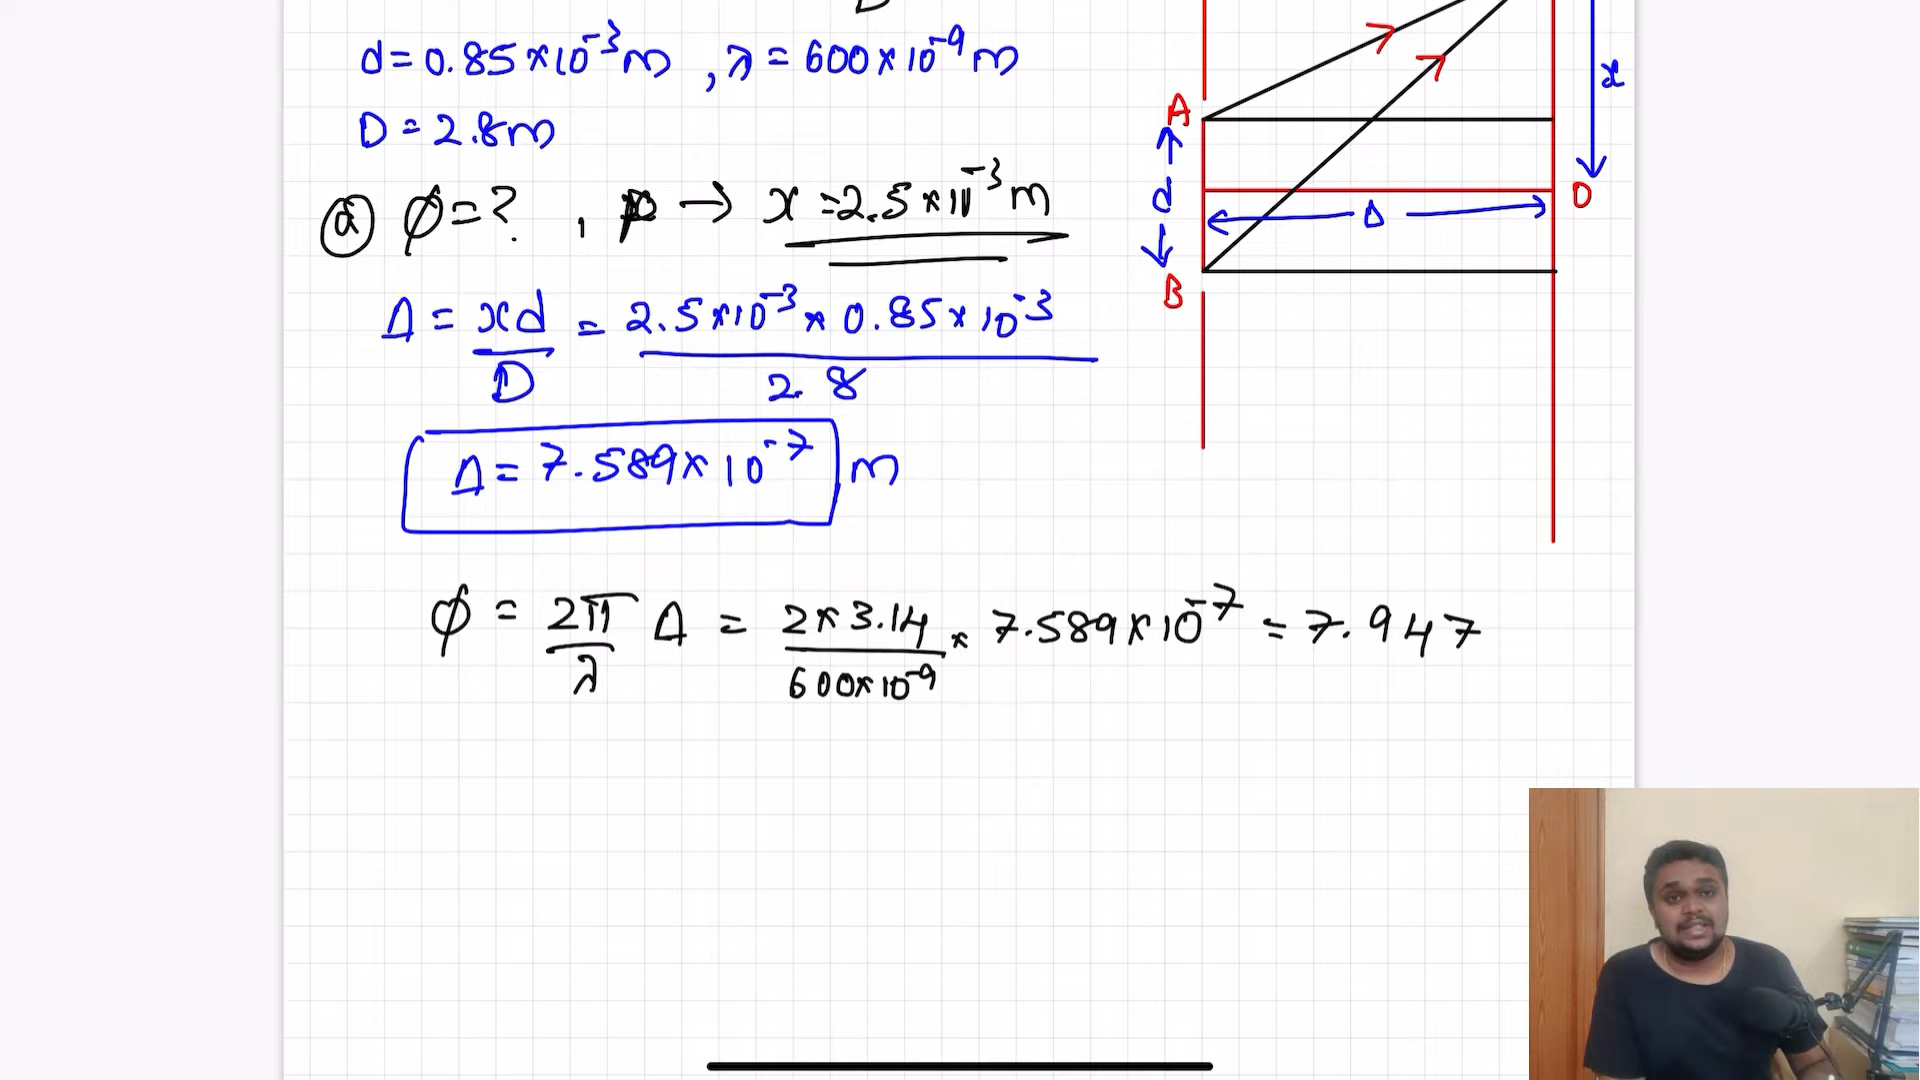 D
d = 0.85 × 10⁻³ m , λ = 600 × 10⁻⁹ m
D = 2.8 m
ⓐ φ = ? , P → x = 2.5 × 10⁻³ m
Δ = xd/D = 2.5 × 10⁻³ × 0.85 × 10⁻³ / 2.8
Δ = 7.589 × 10⁻⁷ m
φ = 2π/λ Δ = 2 × 3.14 / 600 × 10⁻⁹ × 7.589 × 10⁻⁷ = 7.947
x
A
d
D
O
B